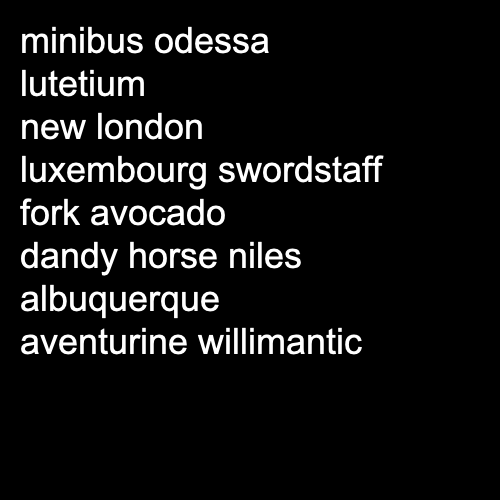 minibus odessa
lutetium
new london
luxembourg swordstaff
fork avocado
dandy horse niles
albuquerque
aventurine willimantic